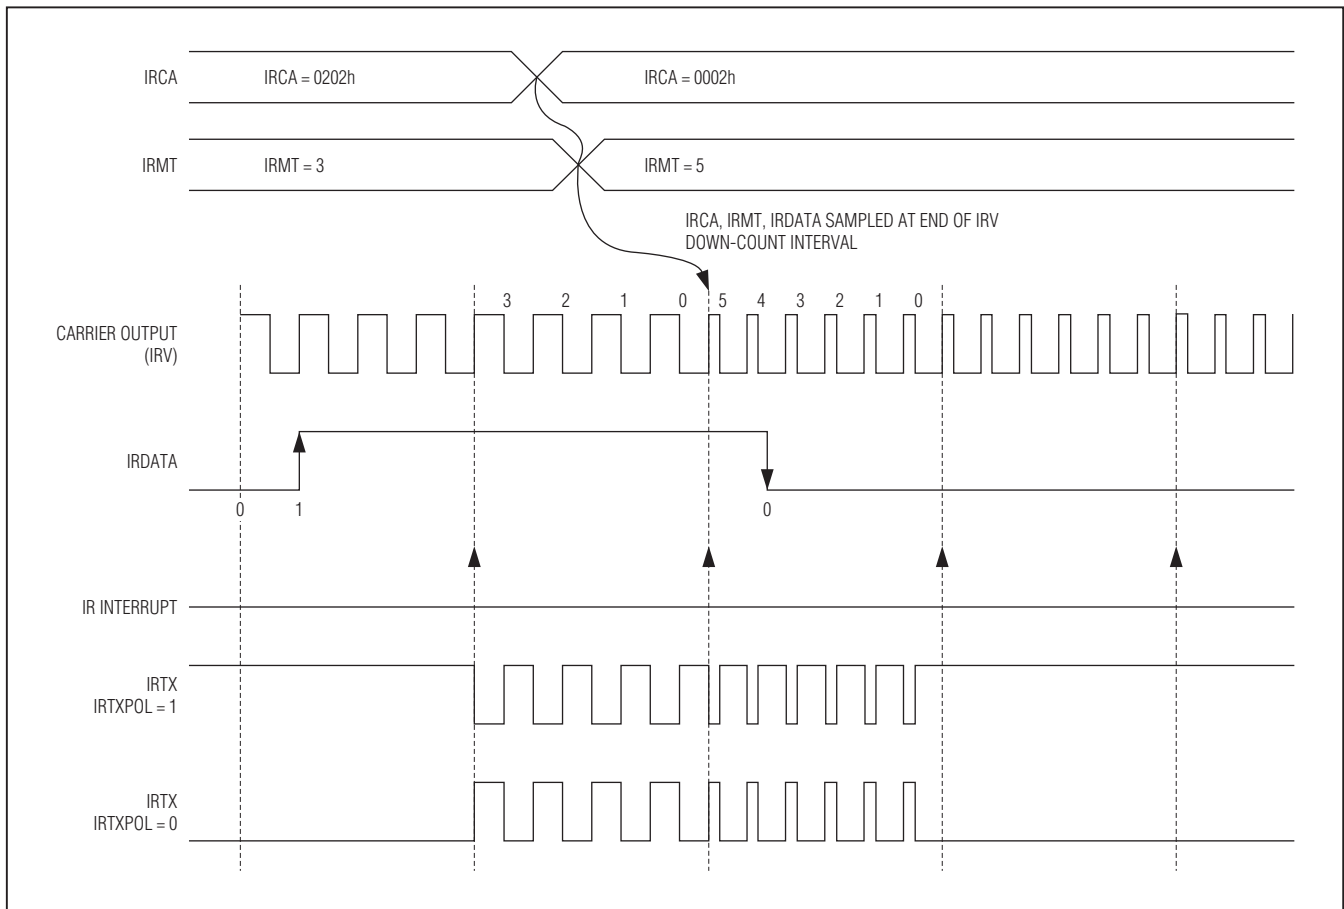 IRCA
IRCA = 0202h
IRCA = 0002h
IRMT
IRMT = 3
IRMT = 5
IRCA, IRMT, IRDATA SAMPLED AT END OF IRV
DOWN-COUNT INTERVAL
3 2 1 0 5 4 3 2 1 0
CARRIER OUTPUT
(IRV)
IRDATA
0 1 0
IR INTERRUPT
IRTX
IRTXPOL = 1
IRTX
IRTXPOL = 0